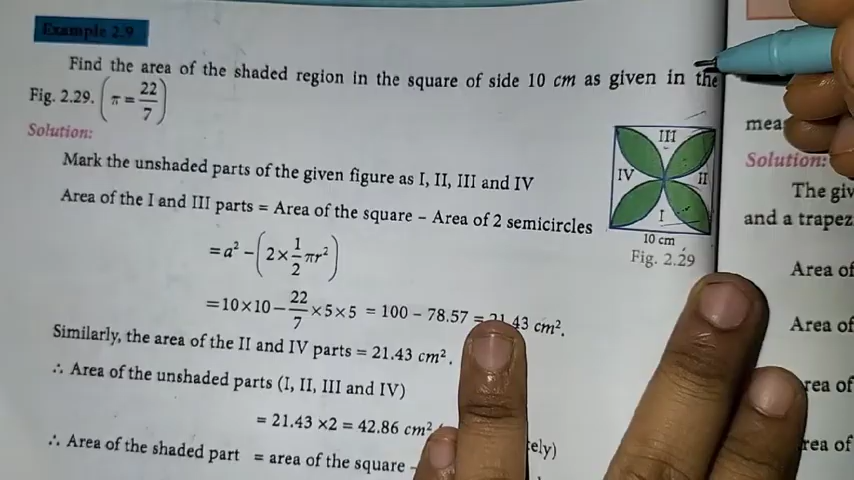 Example 2.9
Find the area of the shaded region in the square of side 10 cm as given in the
Fig. 2.29. (π = 22/7)
Solution:
Mark the unshaded parts of the given figure as I, II, III and IV
Area of the I and III parts = Area of the square – Area of 2 semicircles
= a² – (2 × 1/2 πr²)
= 10×10 – 22/7 ×5×5 = 100 – 78.57 = 21.43 cm².
Similarly, the area of the II and IV parts = 21.43 cm².
∴ Area of the unshaded parts (I, II, III and IV)
= 21.43 ×2 = 42.86 cm²
∴ Area of the shaded part = area of the square –
III
IV
II
I
10 cm
Fig. 2.29
Solution:
The
and a trapez
Area of
Area of
of
of